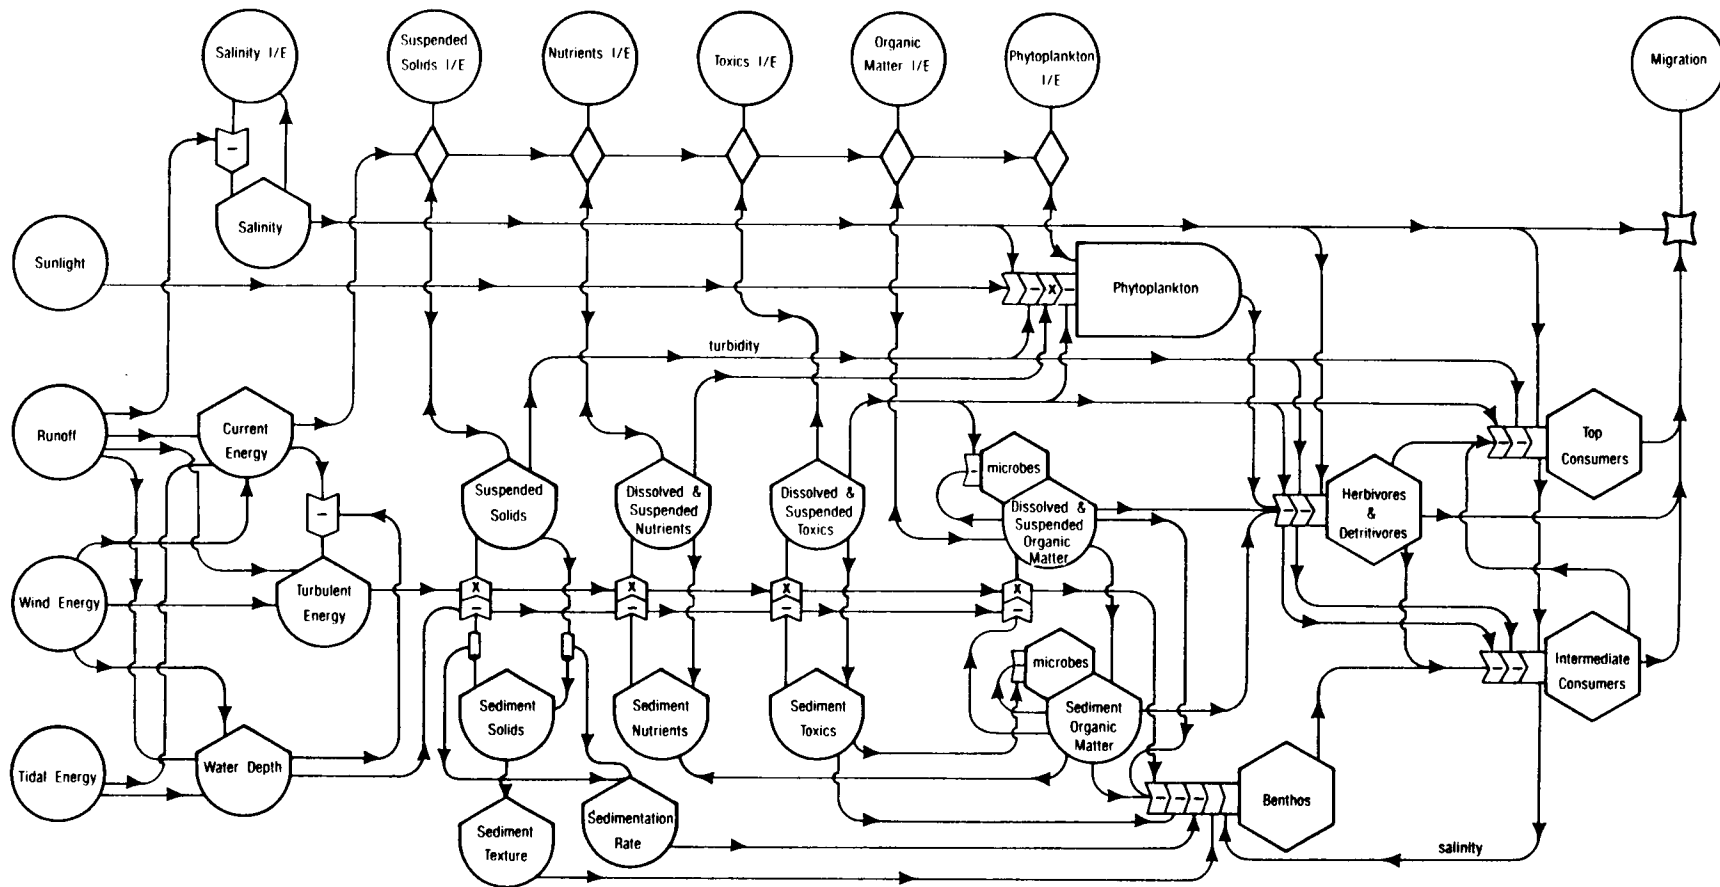 Salinity I/E
Suspended
Solids I/E
Nutrients I/E
Toxics I/E
Organic
Matter I/E
Phytoplankton
I/E
Migration
-
Salinity
Sunlight
- x -
Phytoplankton
turbidity
Runoff
Current
Energy
- -
Top
Consumers
-
microbes
Suspended
Solids
Dissolved &
Suspended
Nutrients
Dissolved &
Suspended
Toxics
Dissolved &
Suspended
Organic
Matter
- -
Herbivores
&
Detritivores
-
Wind Energy
Turbulent
Energy
x
-
x
-
x
-
x
-
-
microbes
- -
Intermediate
Consumers
Sediment
Solids
Sediment
Nutrients
Sediment
Toxics
Sediment
Organic
Matter
Tidal Energy
Water Depth
- - -
Benthos
Sediment
Texture
Sedimentation
Rate
salinity